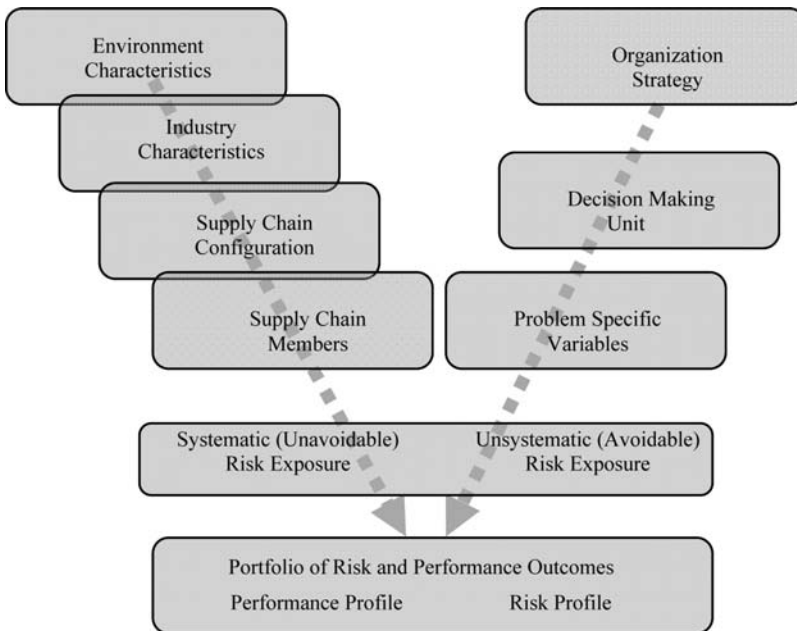 Environment
Characteristics
Organization
Strategy
Industry
Characteristics
Decision Making
Unit
Supply Chain
Configuration
Supply Chain
Members
Problem Specific
Variables
Systematic (Unavoidable)
Risk Exposure
Unsystematic (Avoidable)
Risk Exposure
Portfolio of Risk and Performance Outcomes
Performance Profile
Risk Profile